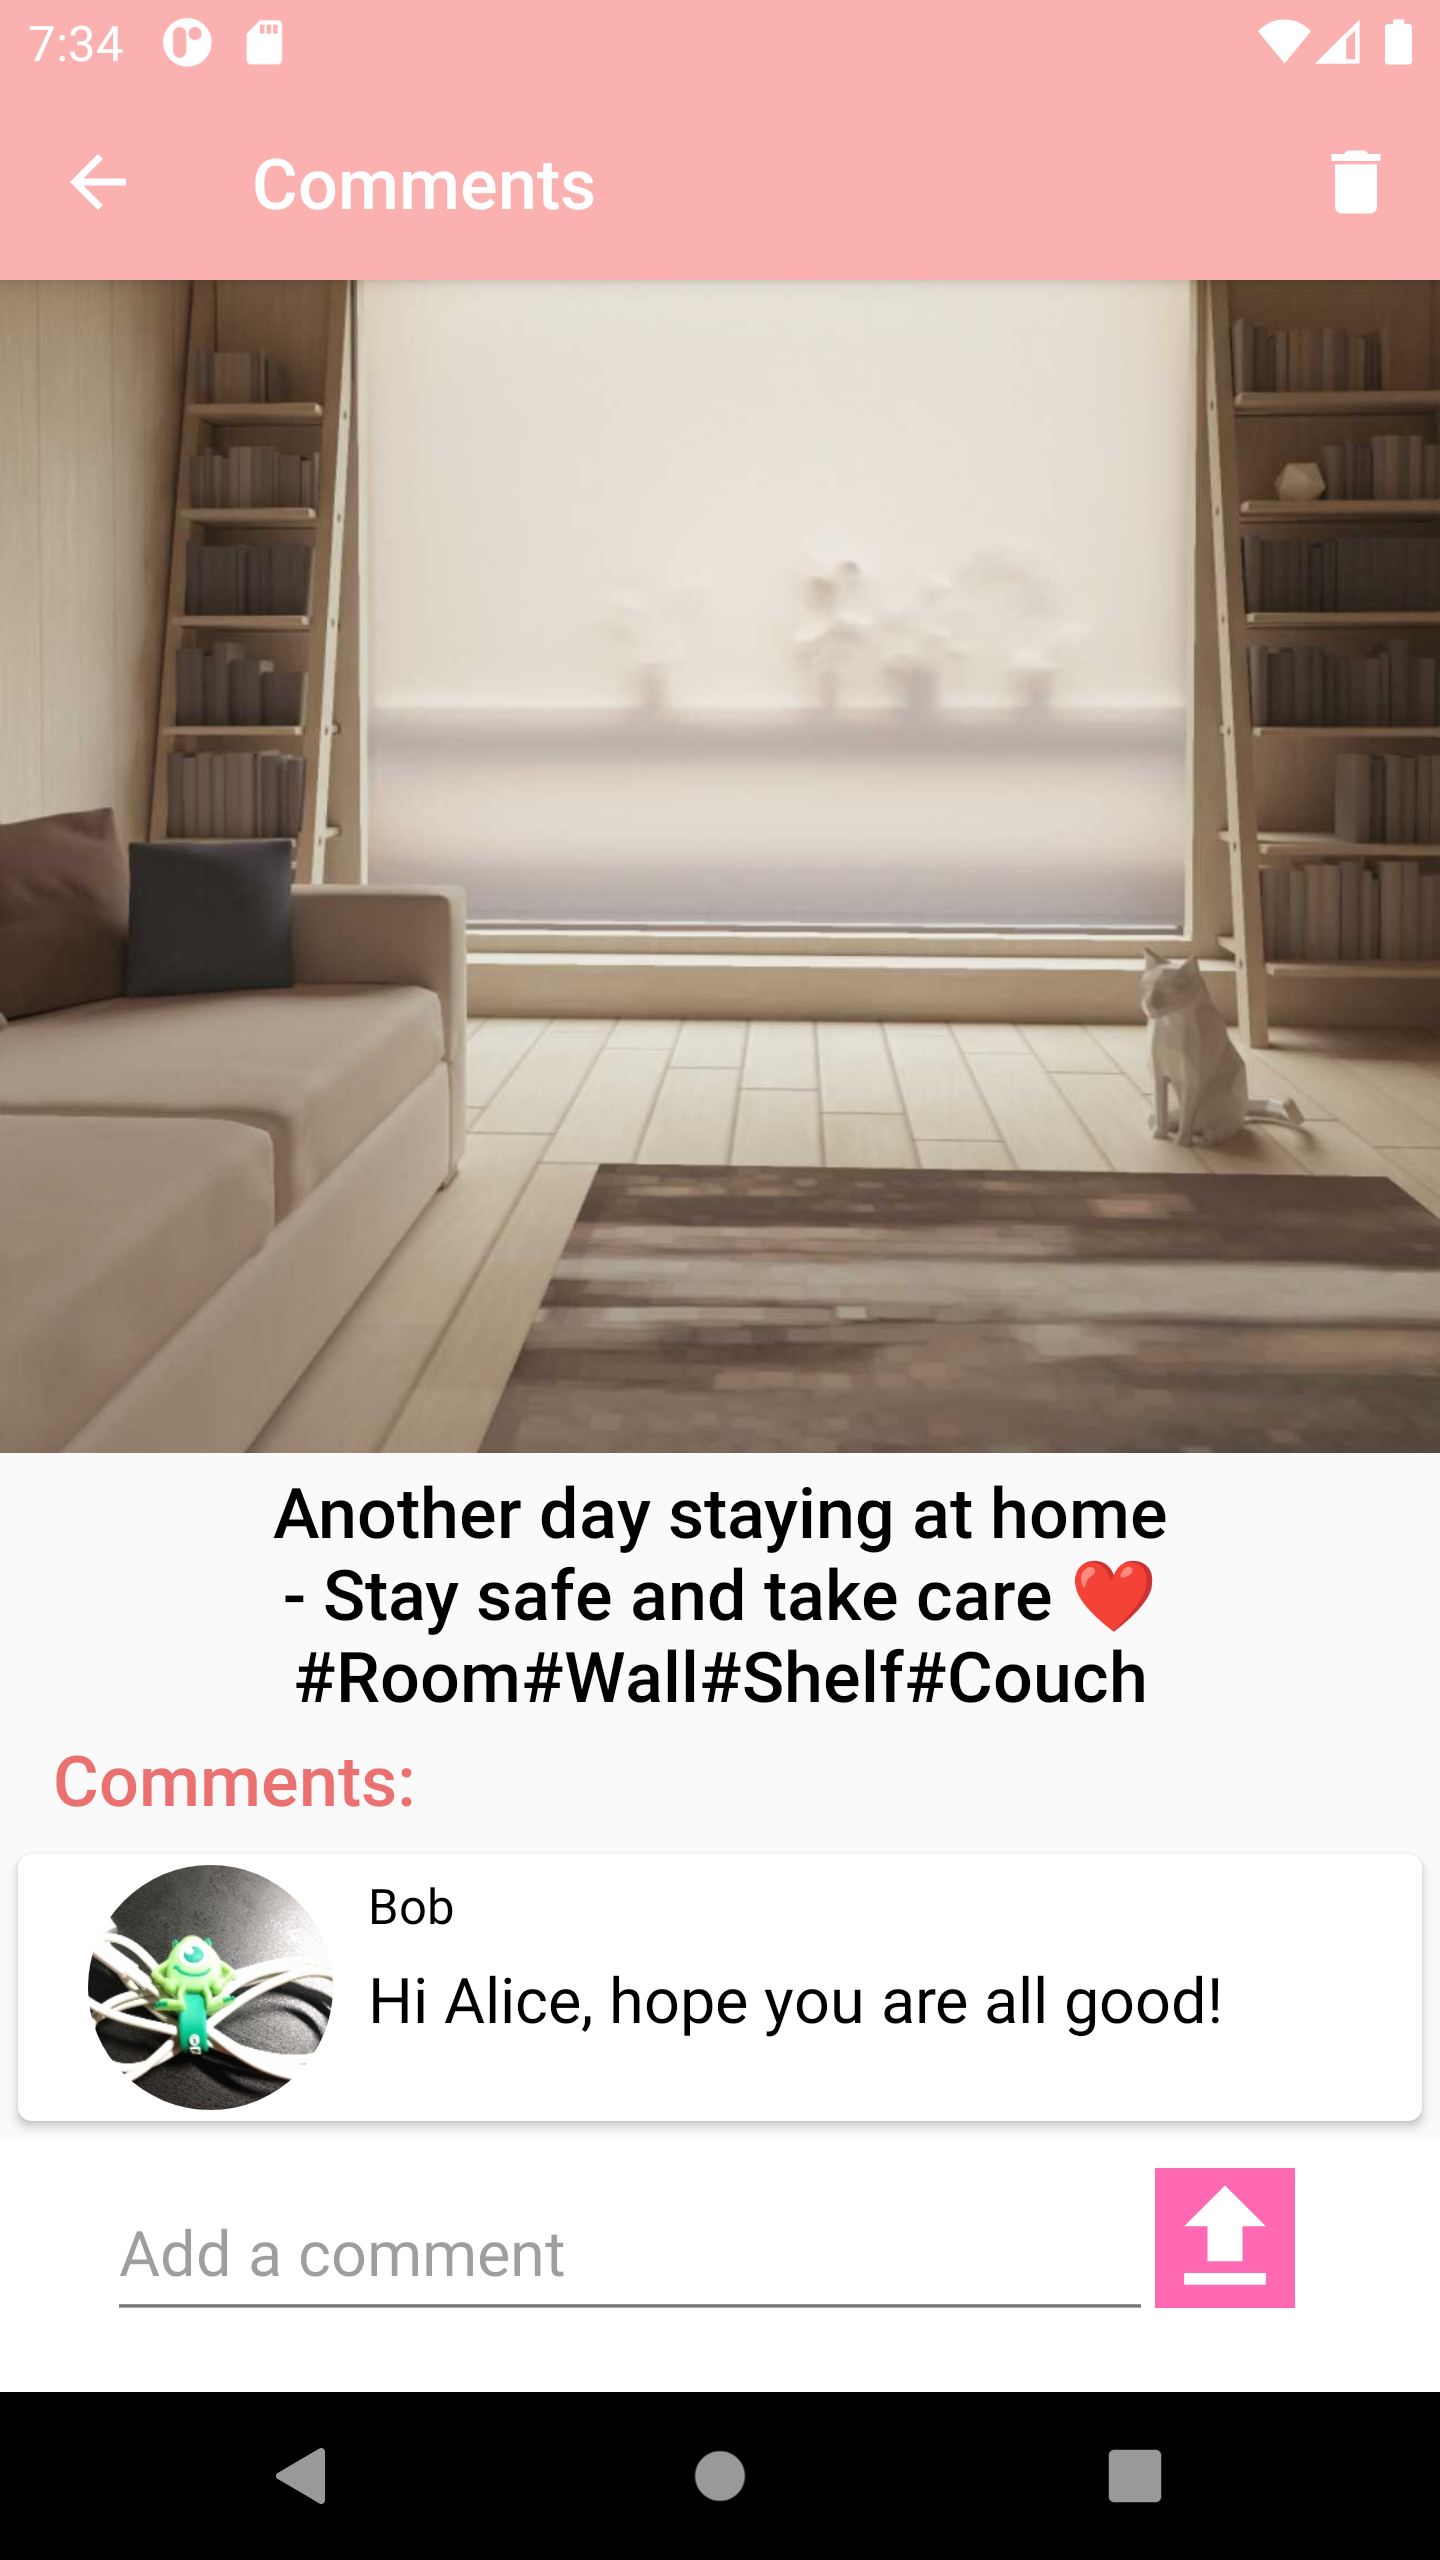 7:34
Comments
Another day staying at home
- Stay safe and take care ❤️
#Room#Wall#Shelf#Couch
Comments:
Bob
Hi Alice, hope you are all good!
Add a comment